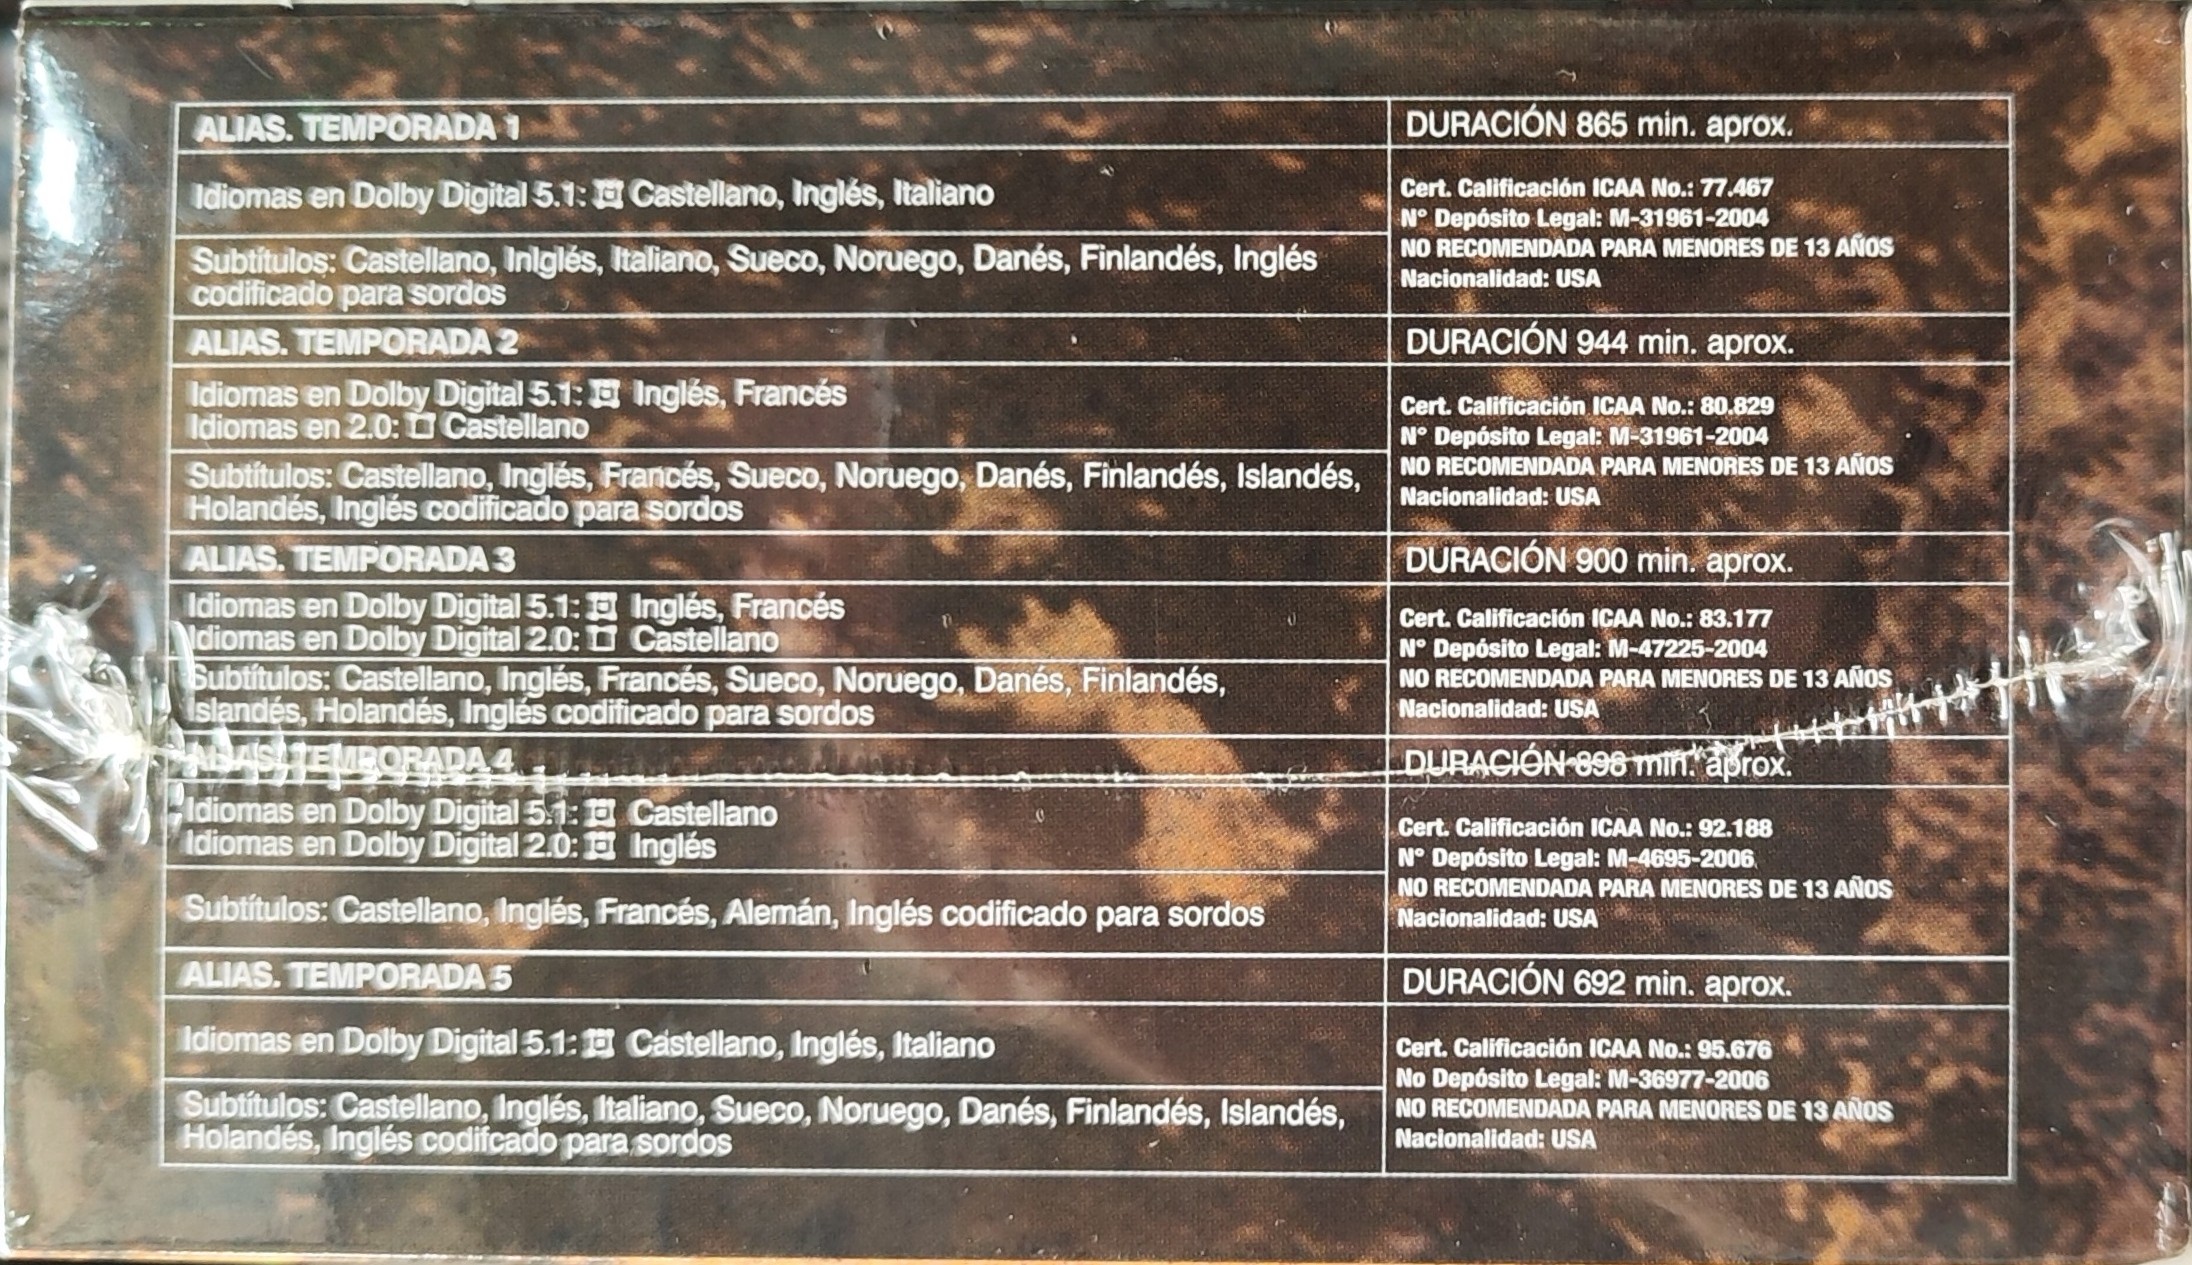 ALIAS. TEMPORADA 1
DURACIÓN 865 min. aprox.
Idiomas en Dolby Digital 5.1: Castellano, Inglés, Italiano
Subtítulos: Castellano, Inlglés, Italiano, Sueco, Noruego, Danés, Finlandés, Inglés
codificado para sordos
Cert. Calificación ICAA No.: 77.467
N° Depósito Legal: M-31961-2004
NO RECOMENDADA PARA MENORES DE 13 AÑOS
Nacionalidad: USA
ALIAS. TEMPORADA 2
DURACIÓN 944 min. aprox.
Idiomas en Dolby Digital 5.1: Inglés, Francés
Idiomas en 2.0: Castellano
Subtítulos: Castellano, Inglés, Francés, Sueco, Noruego, Danés, Finlandés, Islandés,
Holandés, Inglés codificado para sordos
Cert. Calificación ICAA No.: 80.829
N° Depósito Legal: M-31961-2004
NO RECOMENDADA PARA MENORES DE 13 AÑOS
Nacionalidad: USA
ALIAS. TEMPORADA 3
DURACIÓN 900 min. aprox.
Idiomas en Dolby Digital 5.1: Inglés, Francés
Idiomas en Dolby Digital 2.0: Castellano
Subtítulos: Castellano, Inglés, Francés, Sueco, Noruego, Danés, Finlandés,
Islandés, Holandés, Inglés codificado para sordos
Cert. Calificación ICAA No.: 83.177
N° Depósito Legal: M-47225-2004
NO RECOMENDADA PARA MENORES DE 13 AÑOS
Nacionalidad: USA
ALIAS. TEMPORADA 4
DURACIÓN 898 min. aprox.
Idiomas en Dolby Digital 5.1: Castellano
Idiomas en Dolby Digital 2.0: Inglés
Subtítulos: Castellano, Inglés, Francés, Alemán, Inglés codificado para sordos
Cert. Calificación ICAA No.: 92.188
N° Depósito Legal: M-4695-2006
NO RECOMENDADA PARA MENORES DE 13 AÑOS
Nacionalidad: USA
ALIAS. TEMPORADA 5
DURACIÓN 692 min. aprox.
Idiomas en Dolby Digital 5.1: Castellano, Inglés, Italiano
Subtítulos: Castellano, Inglés, Italiano, Sueco, Noruego, Danés, Finlandés, Islandés,
Holandés, Inglés codifcado para sordos
Cert. Calificación ICAA No.: 95.676
No Depósito Legal: M-36977-2006
NO RECOMENDADA PARA MENORES DE 13 AÑOS
Nacionalidad: USA